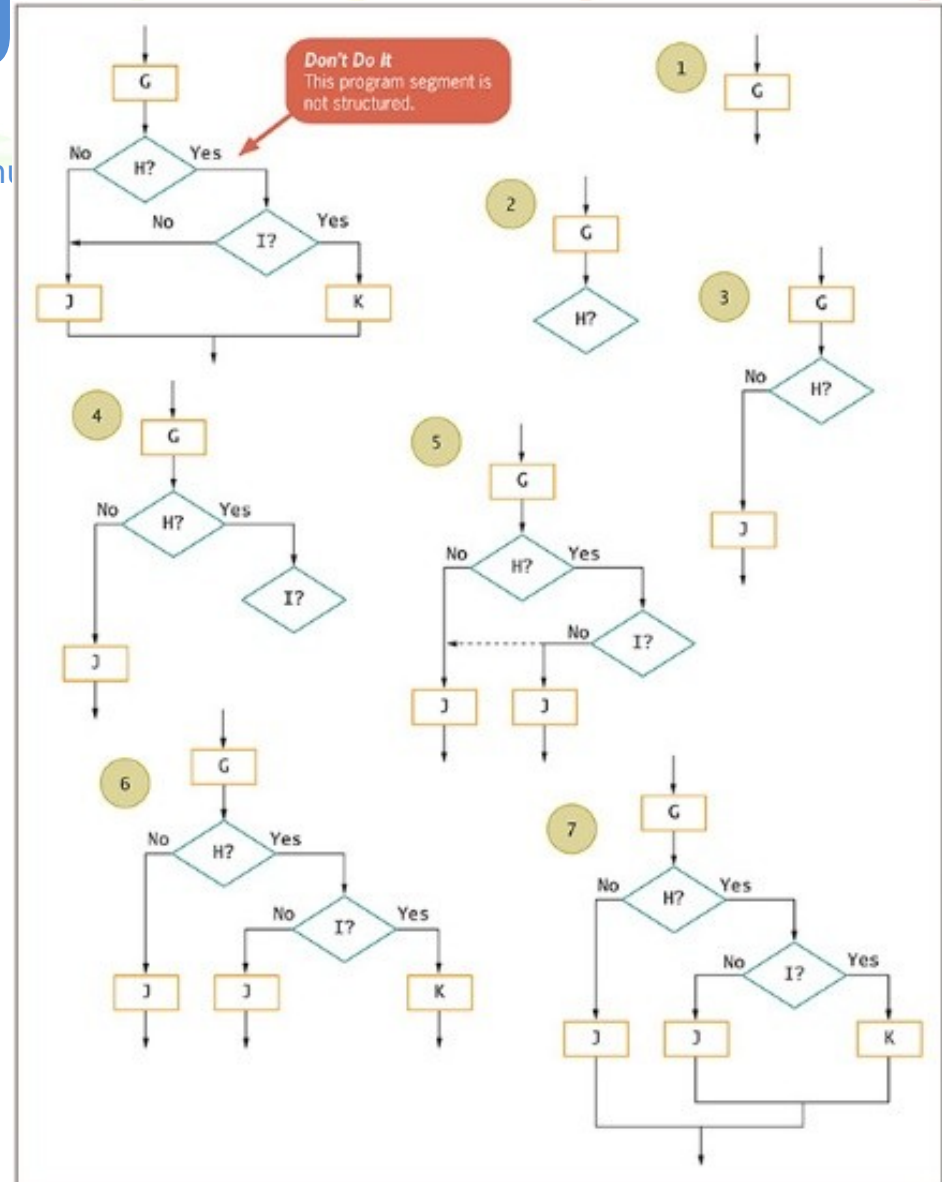 G
Don't Do It
This program segment is
not structured.
No
H?
Yes
No
I?
Yes
J
K
1
G
2
G
H?
3
G
No
H?
J
4
G
No
H?
Yes
I?
J
5
G
No
H?
Yes
No
I?
J
J
6
G
No
H?
Yes
No
I?
Yes
J
J
K
7
G
No
H?
Yes
No
I?
Yes
J
J
K